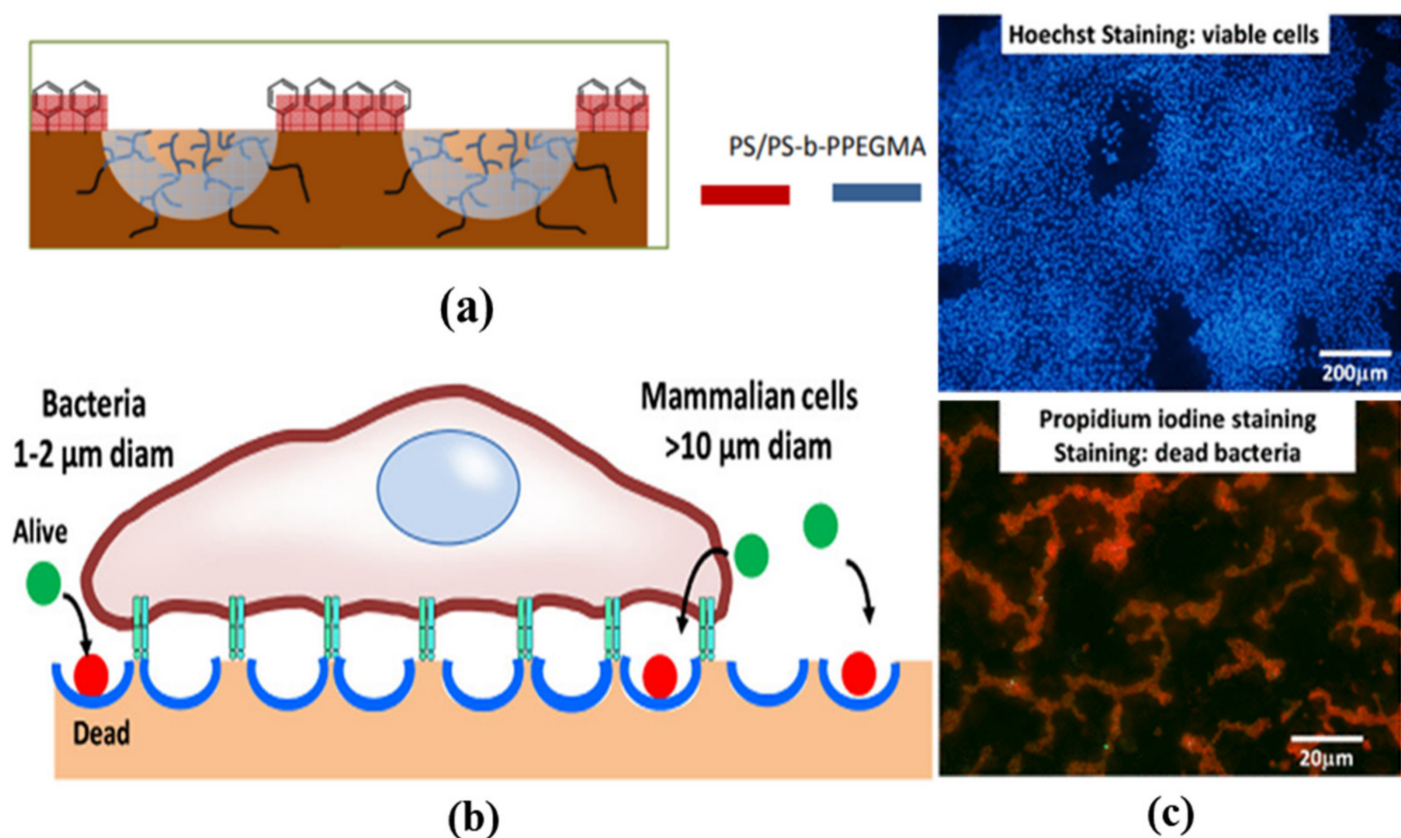 PS/PS-b-PPEGMA
(a)
Bacteria
1-2 μm diam
Alive
Dead
Mammalian cells
>10 μm diam
(b)
Hoechst Staining: viable cells
200μm
Propidium iodine staining
Staining: dead bacteria
20μm
(c)